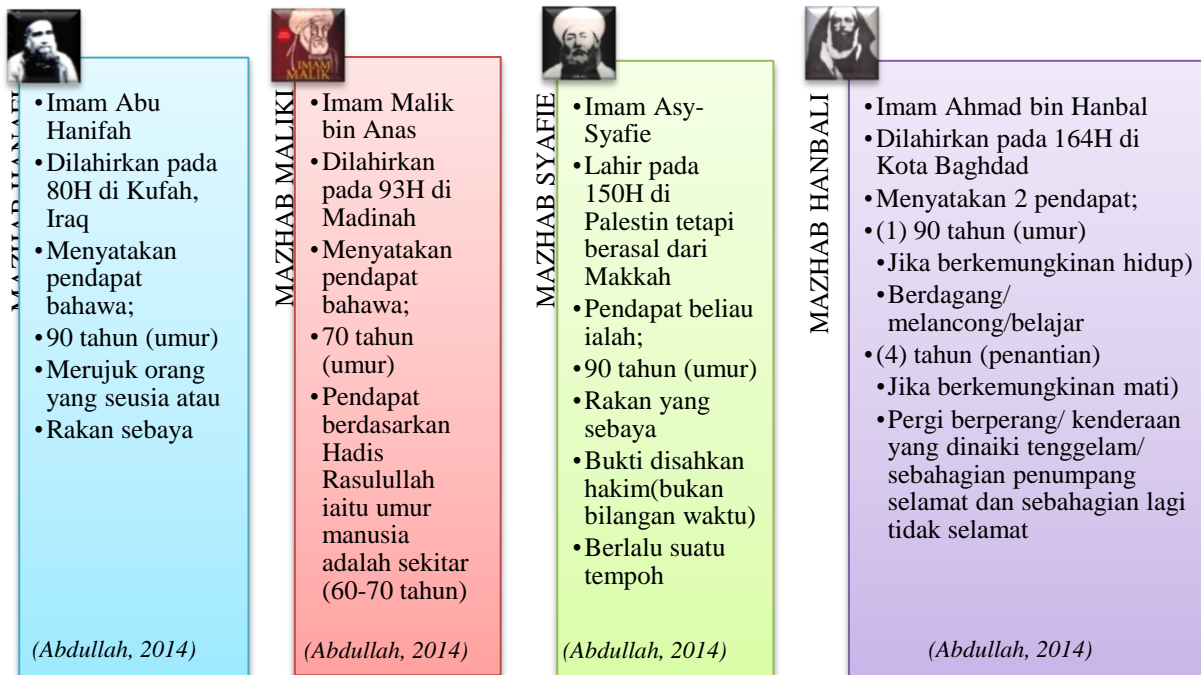 MAZHAB HANAFI
•Imam Abu
Hanifah
•Dilahirkan pada
80H di Kufah,
Iraq
•Menyatakan
pendapat
bahawa;
•90 tahun (umur)
•Merujuk orang
yang seusia atau
•Rakan sebaya
(Abdullah, 2014)
IMAM
MALIK
MAZHAB MALIKI
•Imam Malik
bin Anas
•Dilahirkan
pada 93H di
Madinah
•Menyatakan
pendapat
bahawa;
•70 tahun
(umur)
•Pendapat
berdasarkan
Hadis
Rasulullah
iaitu umur
manusia
adalah sekitar
(60-70 tahun)
(Abdullah, 2014)
MAZHAB SYAFIE
•Imam Asy-
Syafie
•Lahir pada
150H di
Palestin tetapi
berasal dari
Makkah
•Pendapat beliau
ialah;
•90 tahun (umur)
•Rakan yang
sebaya
•Bukti disahkan
hakim(bukan
bilangan waktu)
•Berlalu suatu
tempoh
(Abdullah, 2014)
MAZHAB HANBALI
•Imam Ahmad bin Hanbal
•Dilahirkan pada 164H di
Kota Baghdad
•Menyatakan 2 pendapat;
•(1) 90 tahun (umur)
•Jika berkemungkinan hidup)
•Berdagang/
melancong/belajar
•(4) tahun (penantian)
•Jika berkemungkinan mati)
•Pergi berperang/ kenderaan
yang dinaiki tenggelam/
sebahagian penumpang
selamat dan sebahagian lagi
tidak selamat
(Abdullah, 2014)